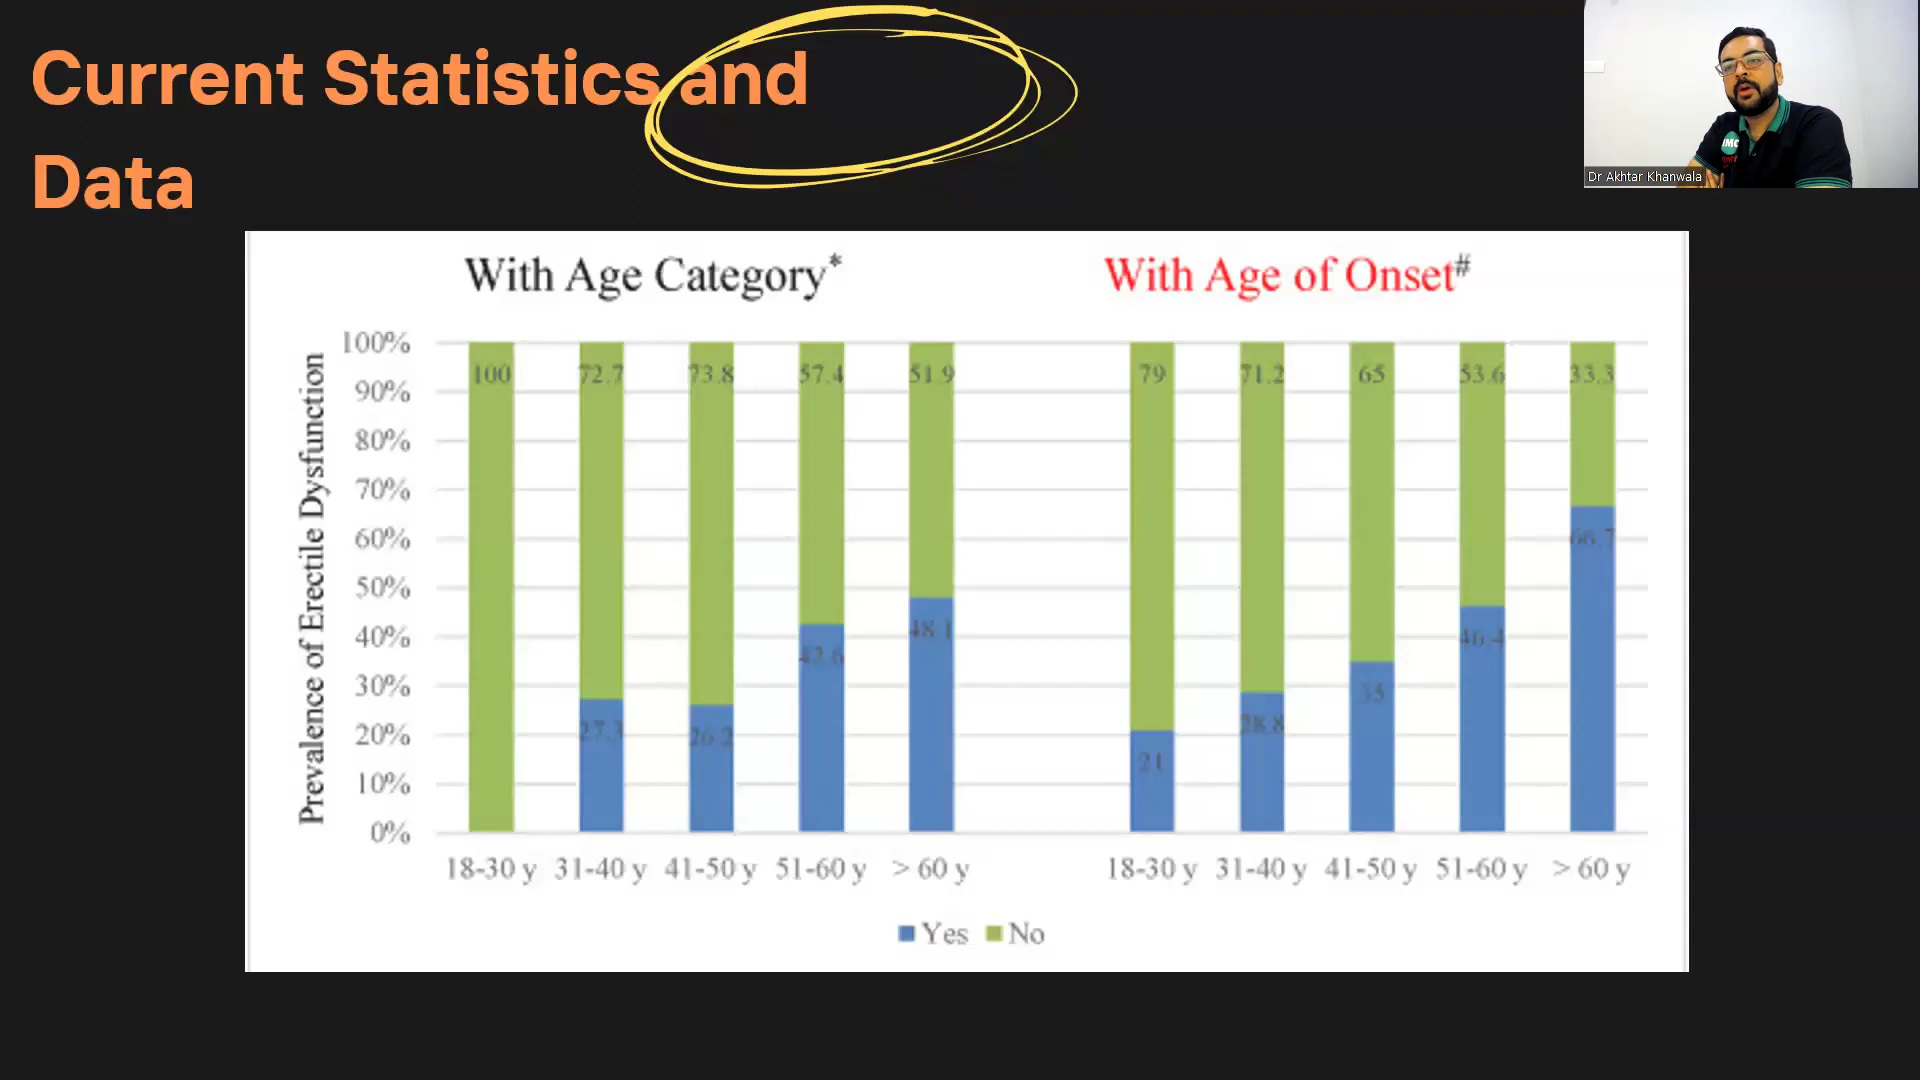 Current Statistics and
Data
Dr Akhtar Khanwala
With Age Category*
With Age of Onset#
Prevalence of Erectile Dysfunction
100%
90%
80%
70%
60%
50%
40%
30%
20%
10%
0%
100 72.7 73.8 57.4 51.9 79 71.2 65 53.6 33.3
27.3 26.2 42.6 48.1 21 28.8 35 46.4 66.7
18-30 y 31-40 y 41-50 y 51-60 y > 60 y 18-30 y 31-40 y 41-50 y 51-60 y > 60 y
Yes No